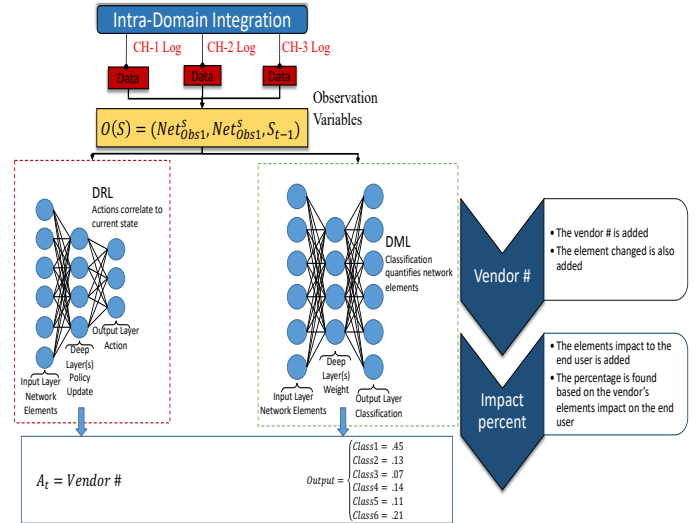 Intra-Domain Integration
CH-1 Log
CH-2 Log
CH-3 Log
Data
Data
Data
Observation
Variables
O(S) = (Net^S_Obs1, Net^S_Obs1, S_t−1)
DRL
Actions correlate to
current state
Output Layer
Action
Deep
Layer(s)
Policy
Update
Input Layer
Network
Elements
DML
Classification
quantifies network
elements
Deep
Layer(s)
Weight
Input Layer
Network Elements
Output Layer
Classification
Vendor #
• The vendor # is added
• The element changed is also
added
Impact
percent
• The elements impact to the
end user is added
• The percentage is found
based on the vendor's
elements impact on the end
user
A_t = Vendor #
Output =
Class1 = .45
Class2 = .13
Class3 = .07
Class4 = .14
Class5 = .11
Class6 = .21